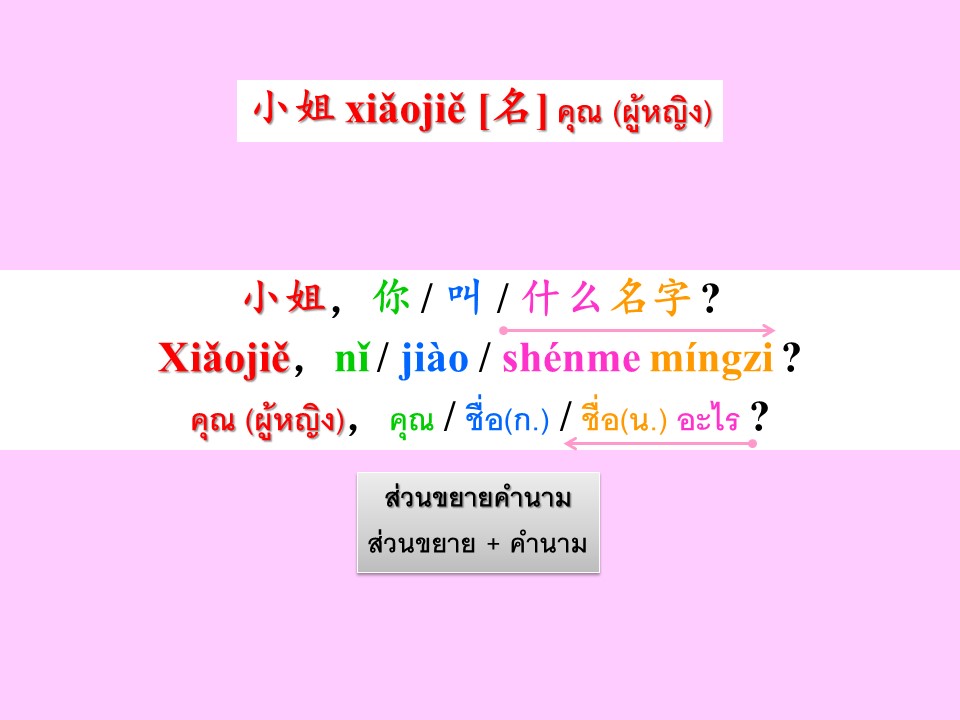 小姐 xiǎojiě [名] คุณ (ผู้หญิง)
小姐，你 / 叫 / 什么名字 ?
Xiǎojiě，nǐ / jiào / shénme míngzi ?
คุณ (ผู้หญิง)， คุณ / ชื่อ(ก.) / ชื่อ(น.) อะไร ?
ส่วนขยายคำนาม
ส่วนขยาย + คำนาม